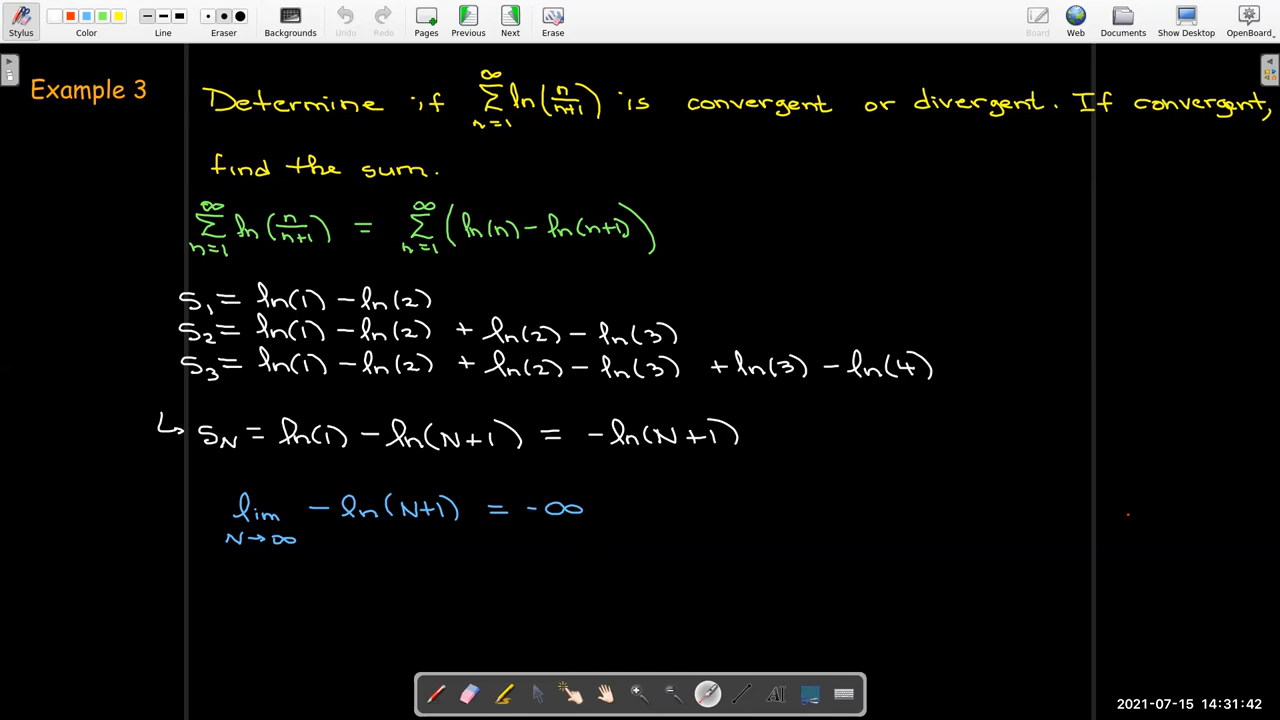 Stylus
Color
Line
Eraser
Backgrounds
Undo
Redo
Pages
Previous
Next
Erase
Board
Web
Documents
Show Desktop
OpenBoard
Example 3
Determine if ∑_{n=1}^{∞} ln(n/(n+1)) is convergent or divergent. If convergent,
find the sum.
∑_{n=1}^{∞} ln(n/(n+1)) = ∑_{n=1}^{∞} (ln(n) − ln(n+1))
S₁ = ln(1) − ln(2)
S₂ = ln(1) − ln(2) + ln(2) − ln(3)
S₃ = ln(1) − ln(2) + ln(2) − ln(3) + ln(3) − ln(4)
↳ S_N = ln(1) − ln(N+1) = −ln(N+1)
lim_{N→∞} − ln(N+1) = -∞
AI
2021-07-15 14:31:42